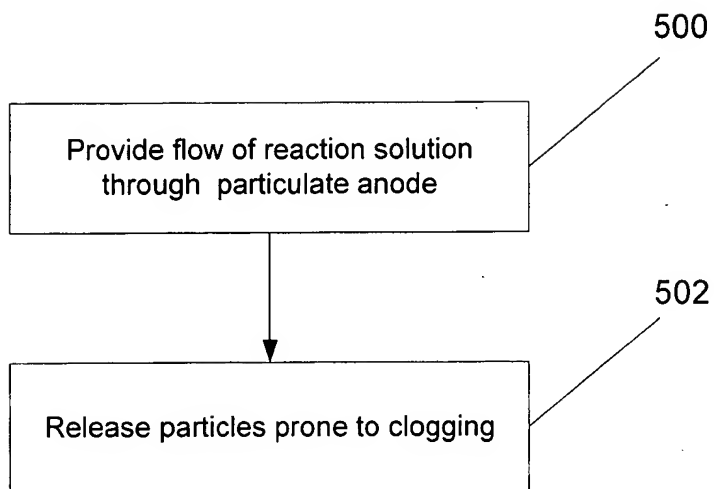 500
Provide flow of reaction solution
through particulate anode
502
Release particles prone to clogging